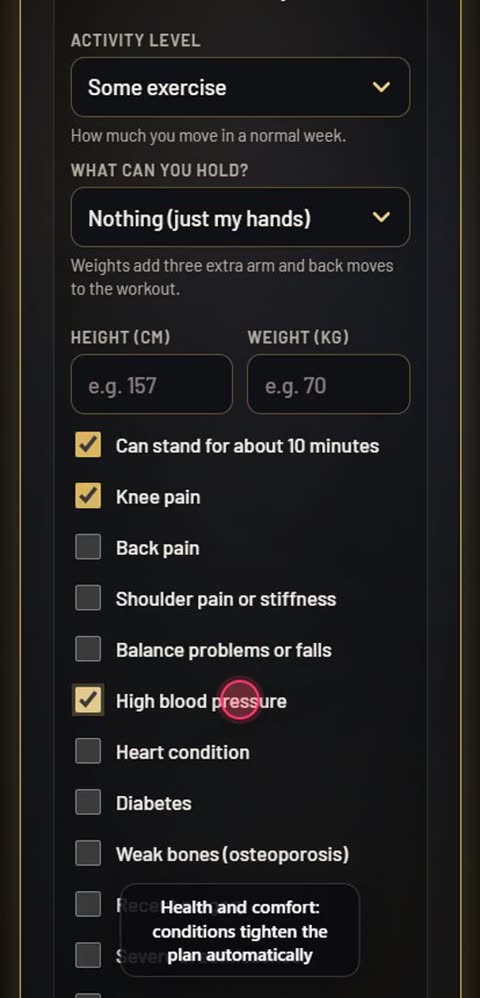 ACTIVITY LEVEL
Some exercise
How much you move in a normal week.
WHAT CAN YOU HOLD?
Nothing (just my hands)
Weights add three extra arm and back moves
to the workout.
HEIGHT (CM) WEIGHT (KG)
e.g. 157 e.g. 70
Can stand for about 10 minutes
Knee pain
Back pain
Shoulder pain or stiffness
Balance problems or falls
High blood pressure
Heart condition
Diabetes
Weak bones (osteoporosis)
Health and comfort:
conditions tighten the
plan automatically